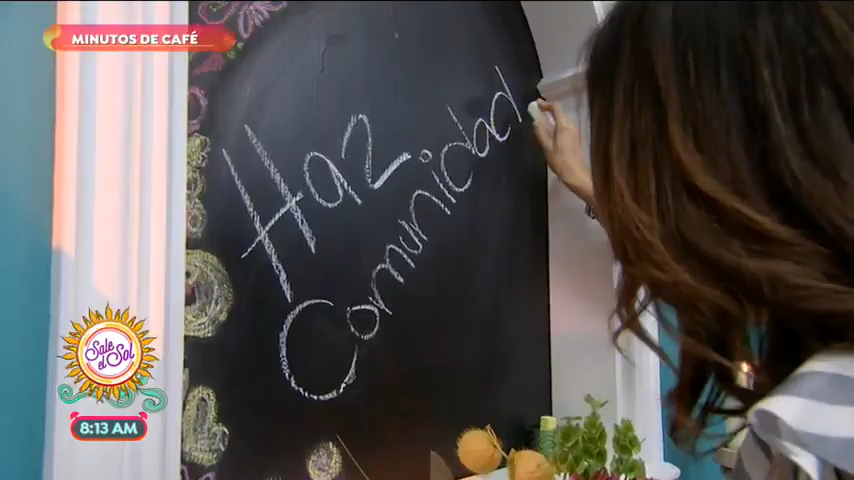 MINUTOS DE CAFÉ
Haz
Comunidad
Sale
el Sol
8:13 AM